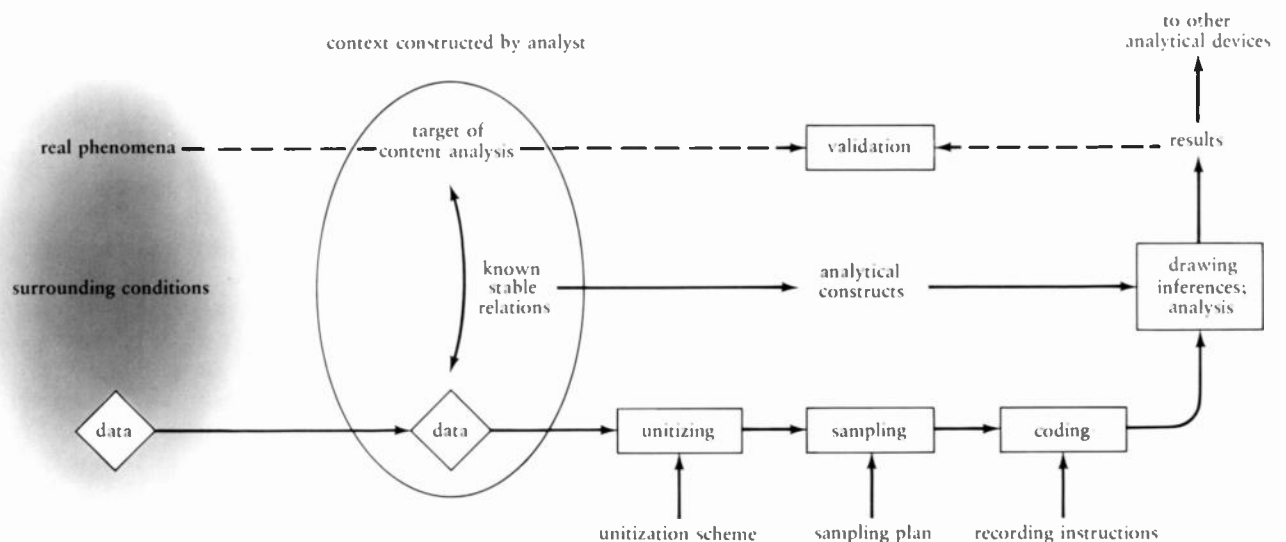 to other
analytical devices
context constructed by analyst
real phenomena
target of
content analysis
validation
results
surrounding conditions
known
stable
relations
analytical
constructs
drawing
inferences;
analysis
data
data
unitizing
sampling
coding
unitization scheme
sampling plan
recording instructions